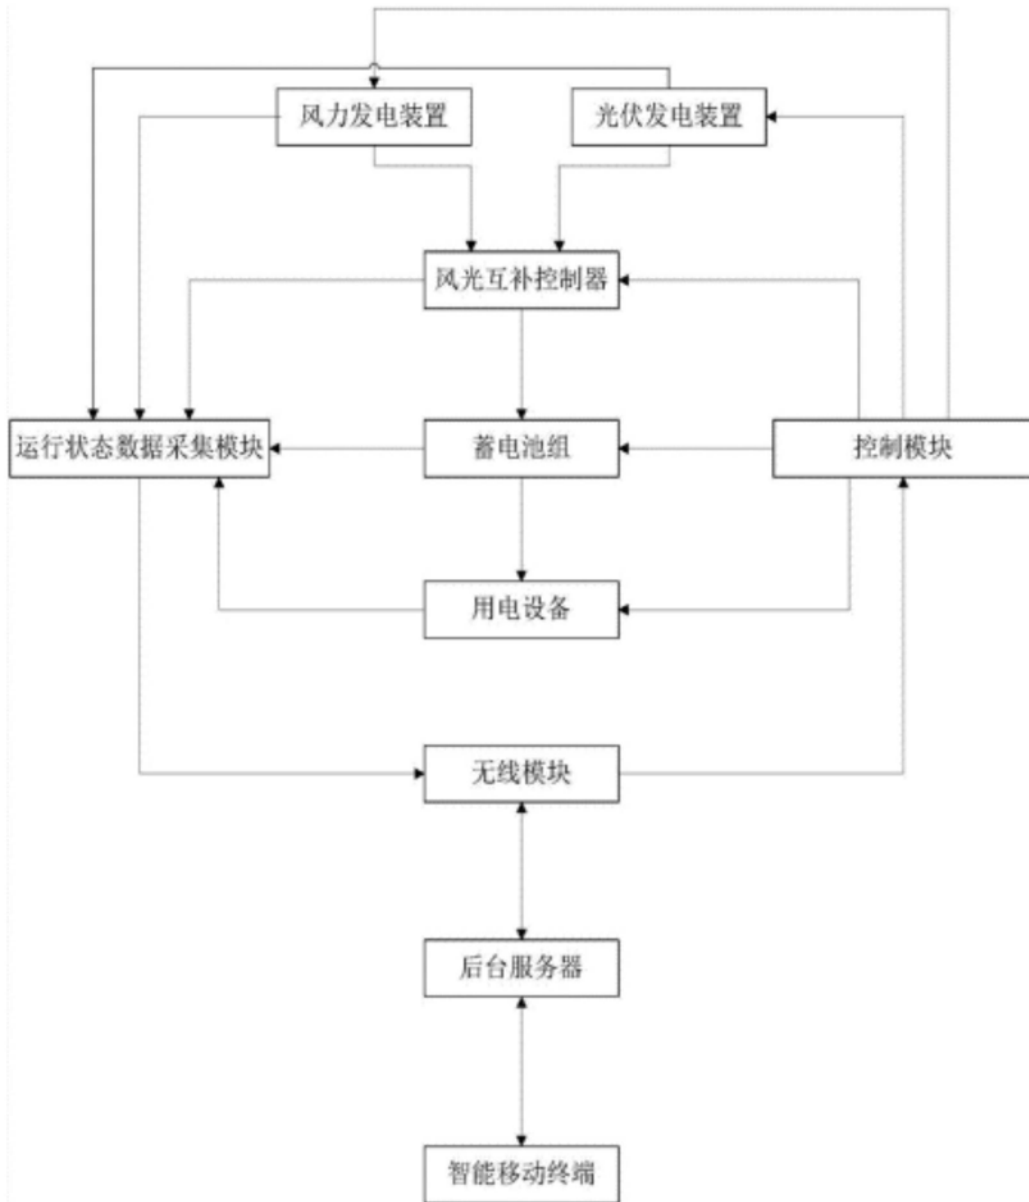 风力发电装置
光伏发电装置
风光互补控制器
运行状态数据采集模块
蓄电池组
控制模块
用电设备
无线模块
后台服务器
智能移动终端